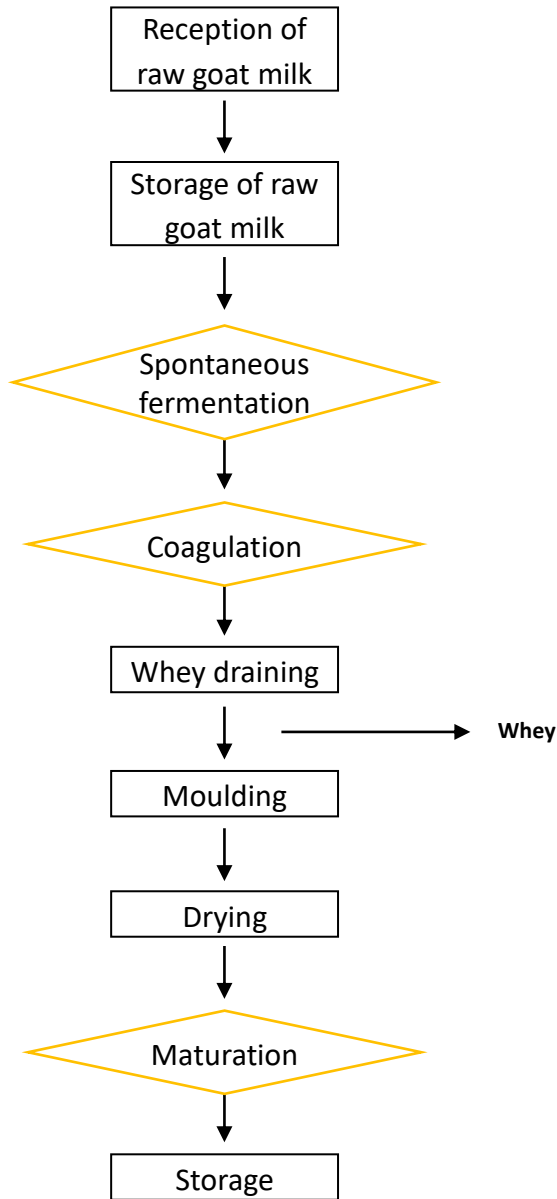 Reception of
raw goat milk
Storage of raw
goat milk
Spontaneous
fermentation
Coagulation
Whey draining
Whey
Moulding
Drying
Maturation
Storage